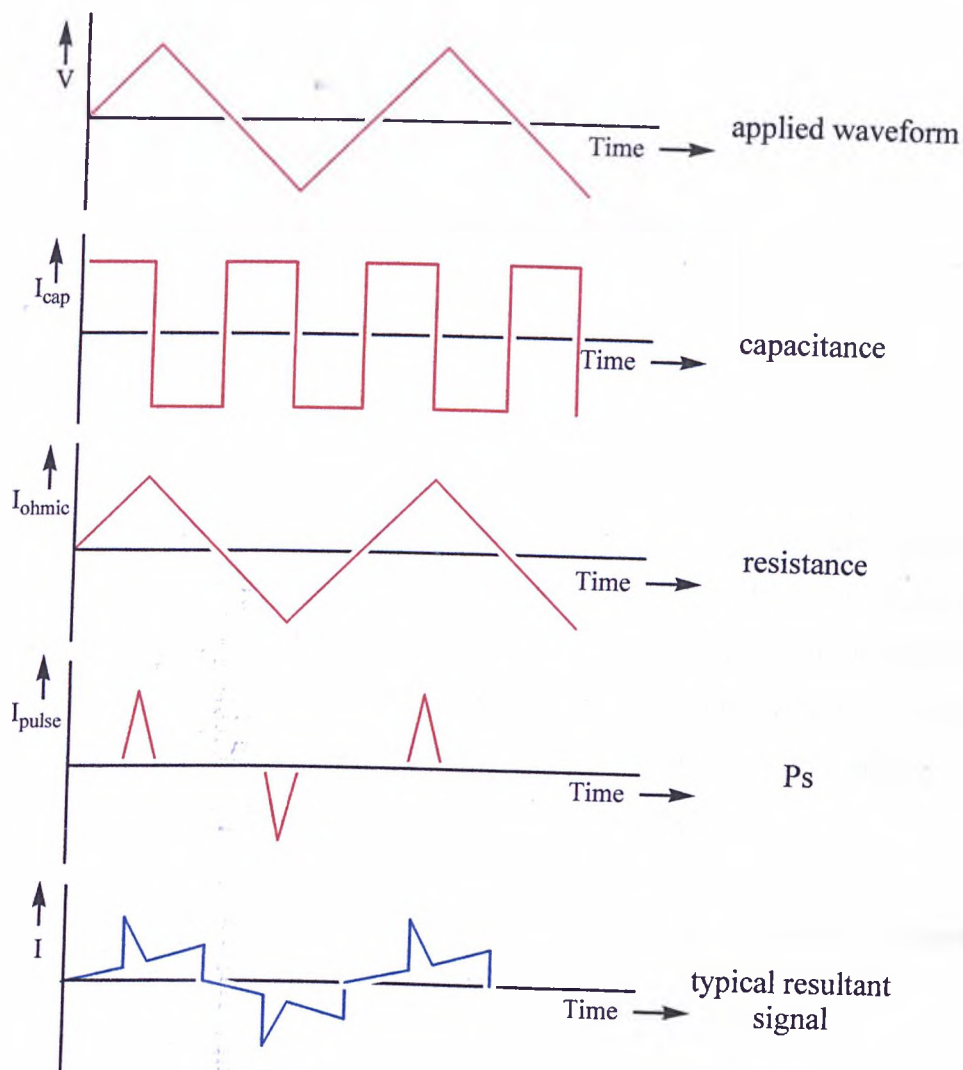 V
Time
applied waveform
I_cap
Time
capacitance
I_ohmic
Time
resistance
I_pulse
Time
Ps
I
Time
typical resultant
signal